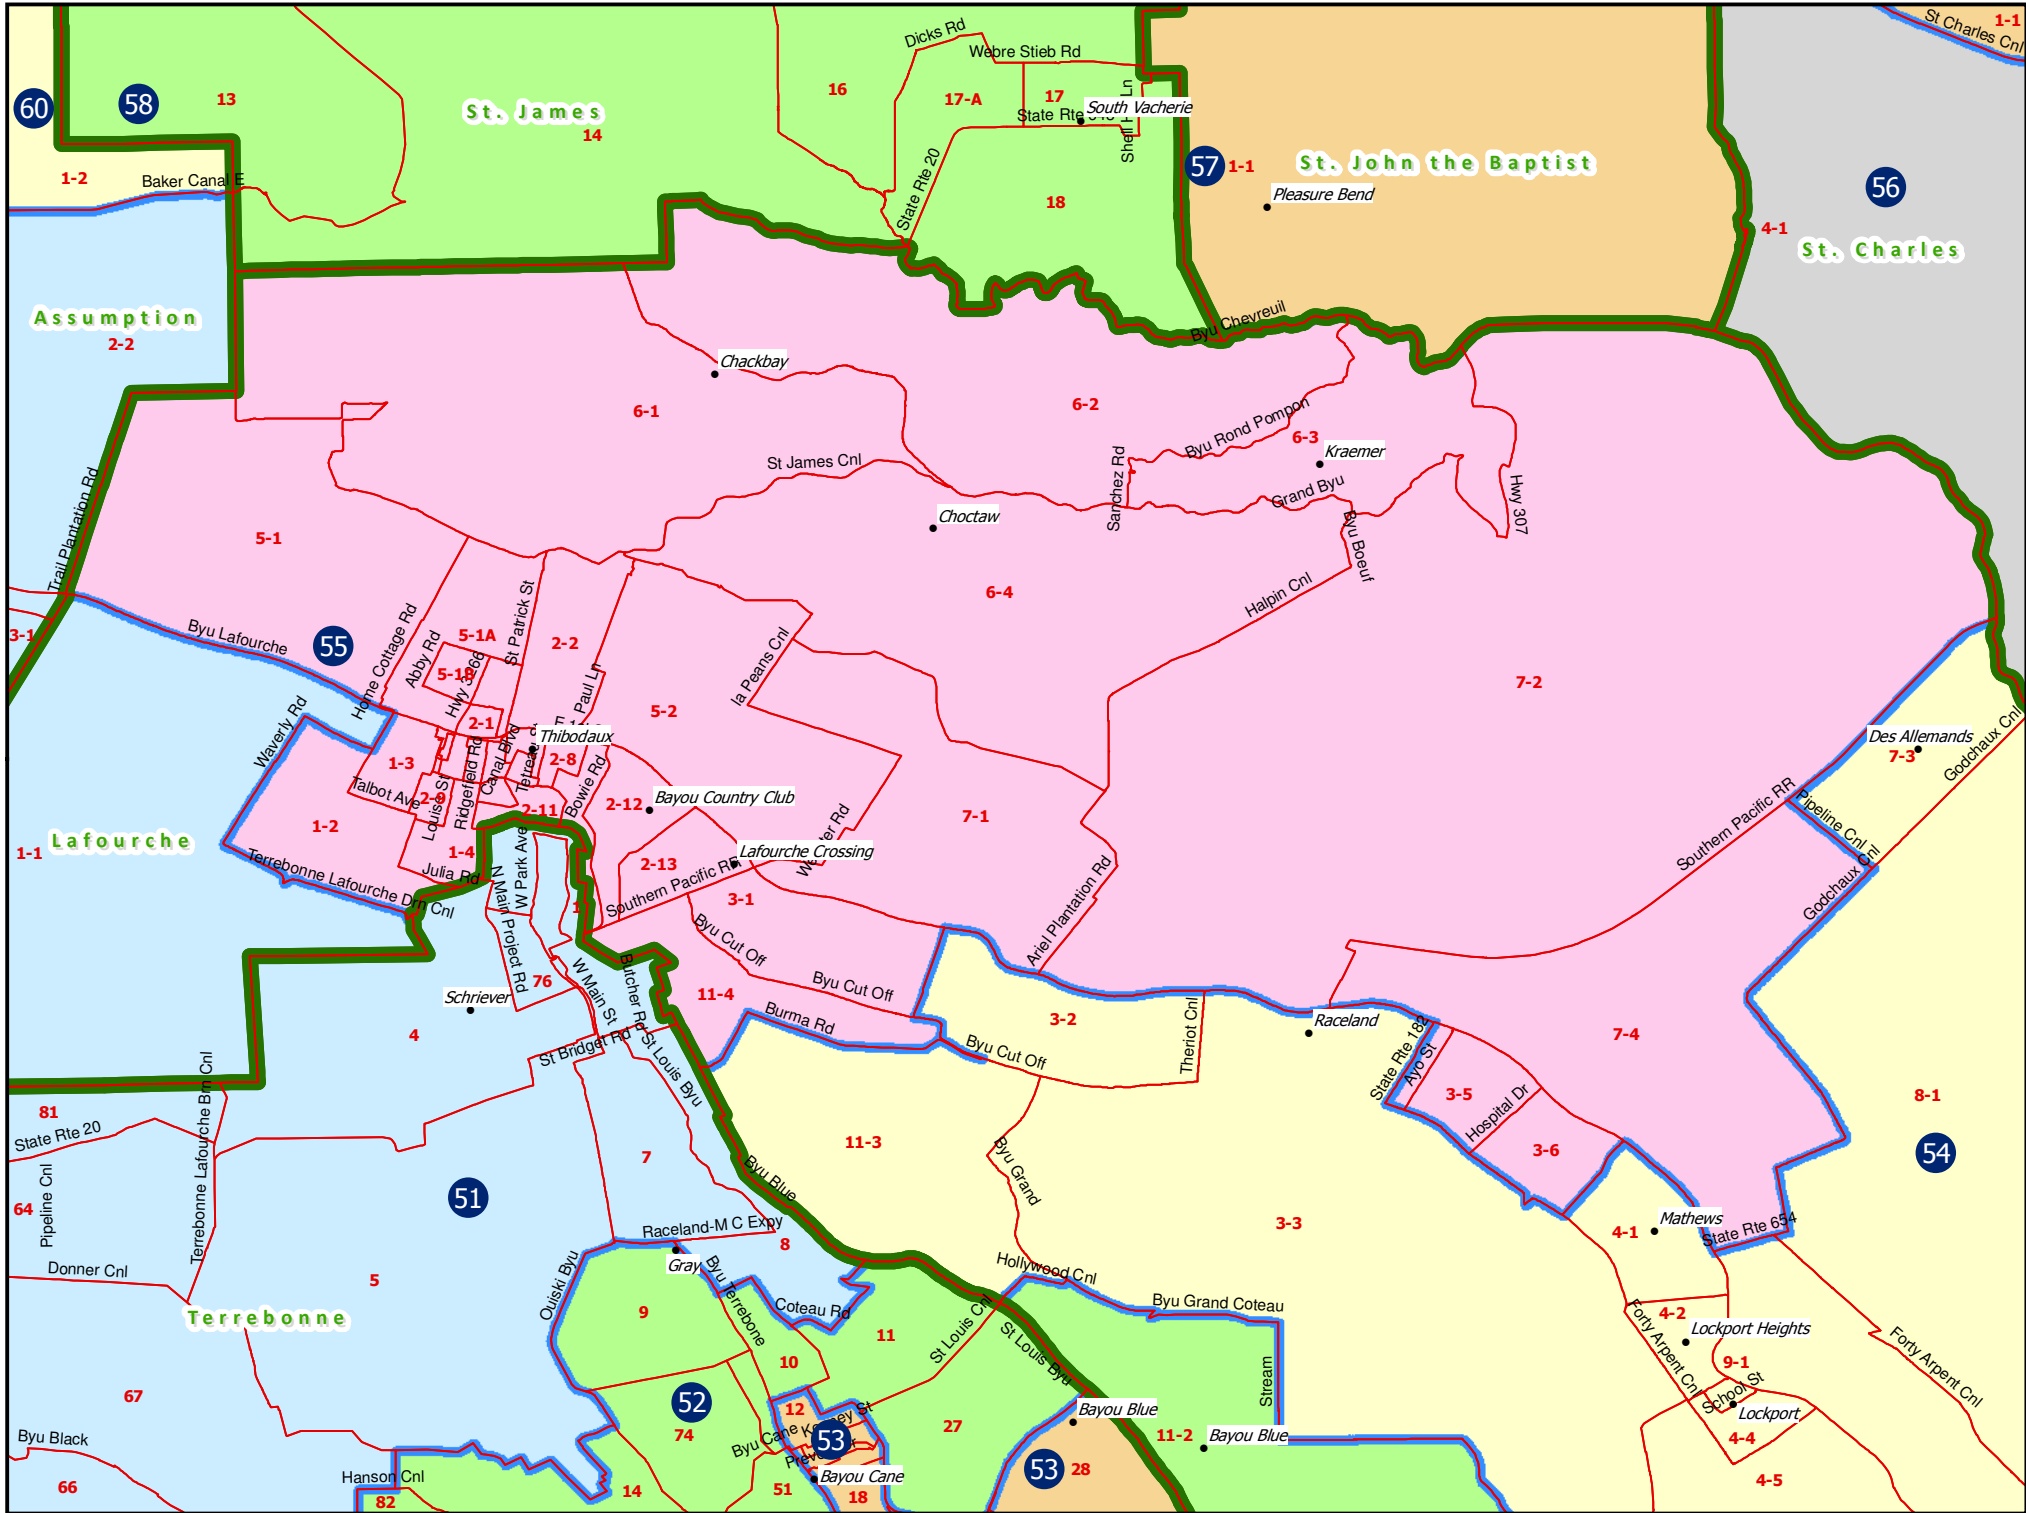 St Charles Cnl
1-1
Dicks Rd
Webre Stieb Rd
60
58
13
St. James
14
16
17-A
17
South Vacherie
State Rte
State Rte 20
18
57
1-1
St. John the Baptist
Pleasure Bend
56
4-1
St. Charles
1-2
Baker Canal E
Assumption
2-2
Byu Chevreuil
Chackbay
6-1
6-2
Byu Rond Pompon
6-3
Kraemer
St James Cnl
Sanchez Rd
Grand Byu
Hwy 307
Trail Plantation Rd
Choctaw
Byu Boeuf
5-1
6-4
Halpin Cnl
3-1
Byu Lafourche
55
Home Cottage Rd
Abby Rd
5-1A
St Patrick St
2-2
5-1B
Hwy 3266
Paul Ln
la Peans Cnl
7-2
5-2
Waverly Rd
2-1
Thibodaux
Canal Blvd
1-3
2-8
Des Allemands
7-3
Godchaux Cnl
Talbot Ave
2-9
Louise St
Ridgefield Rd
2-11
Bowie Rd
2-12
Bayou Country Club
7-1
Southern Pacific RR
Pipeline Cnl
1-2
1-1
Lafourche
1-4
Julia Rd
2-13
Lafourche Crossing
Terrebonne Lafourche Drn Cnl
N Main Project Rd
W Park Ave
Southern Pacific RR
3-1
Godchaux Cnl
Ariel Plantation Rd
Byu Cut Off
Byu Cut Off
76
W Main St
Butcher Rd
11-4
Burma Rd
Schriever
4
3-2
Theriot Cnl
Raceland
7-4
St Bridget Rd
St Louis Byu
Byu Cut Off
State Rte 182
Ayo St
3-5
Hospital Dr
8-1
81
State Rte 20
Terrebonne Lafourche Brn Cnl
7
11-3
3-6
54
64
Pipeline Cnl
51
Byu Blue
Byu Grand
3-3
Raceland-M C Expy
8
4-1
Mathews
State Rte 654
Donner Cnl
5
Ouiski Byu
Gray
Byu Terrebone
Hollywood Cnl
Byu Grand Coteau
Terrebonne
9
Coteau Rd
11
St Louis Cnl
St Louis Byu
4-2
Lockport Heights
Forty Arpent Cnl
Forty Arpent Cnl
10
9-1
67
52
School St
Stream
12
74
Byu Cane
53
27
Bayou Blue
11-2
Bayou Blue
Lockport
4-4
Byu Black
66
Hanson Cnl
82
14
51
Bayou Cane
18
53
28
4-5